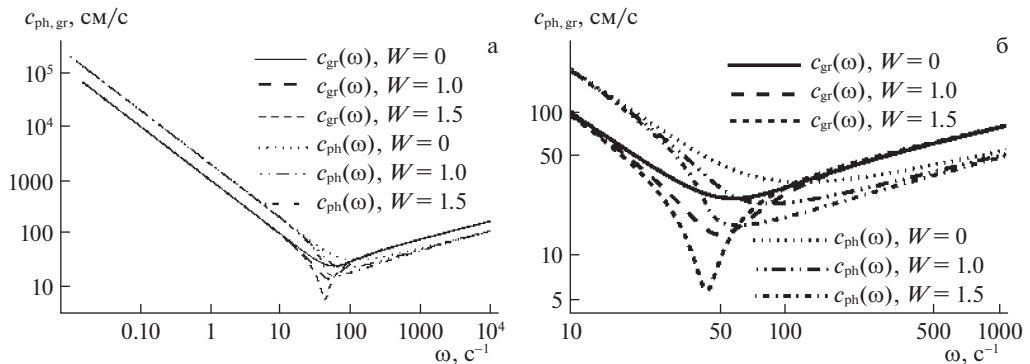 c_ph, gr, см/с
а
10^5
10^4
1000
100
10
0.10 1 10 100 1000 10^4
ω, с^–1
c_gr(ω), W = 0
c_gr(ω), W = 1.0
c_gr(ω), W = 1.5
c_ph(ω), W = 0
c_ph(ω), W = 1.0
c_ph(ω), W = 1.5
c_ph, gr, см/с
б
100
50
10
5
10 50 100 500 1000
ω, с^–1
c_gr(ω), W = 0
c_gr(ω), W = 1.0
c_gr(ω), W = 1.5
c_ph(ω), W = 0
c_ph(ω), W = 1.0
c_ph(ω), W = 1.5